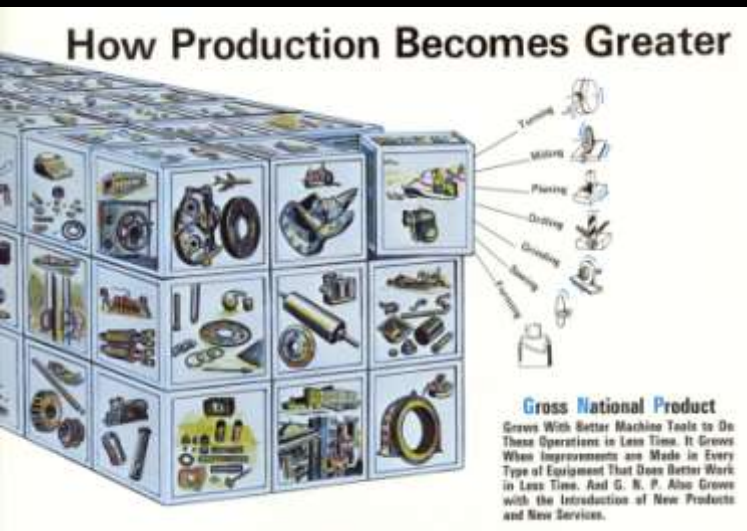 How Production Becomes Greater
Turning
Milling
Planing
Drilling
Grinding
Sawing
Forming
Gross National Product
Grows With Better Machine Tools to Do
These Operations in Less Time. It Grows
When Improvements are Made in Every
Type of Equipment That Does Better Work
in Less Time. And G. N. P. Also Grows
with the Introduction of New Products
and New Services.